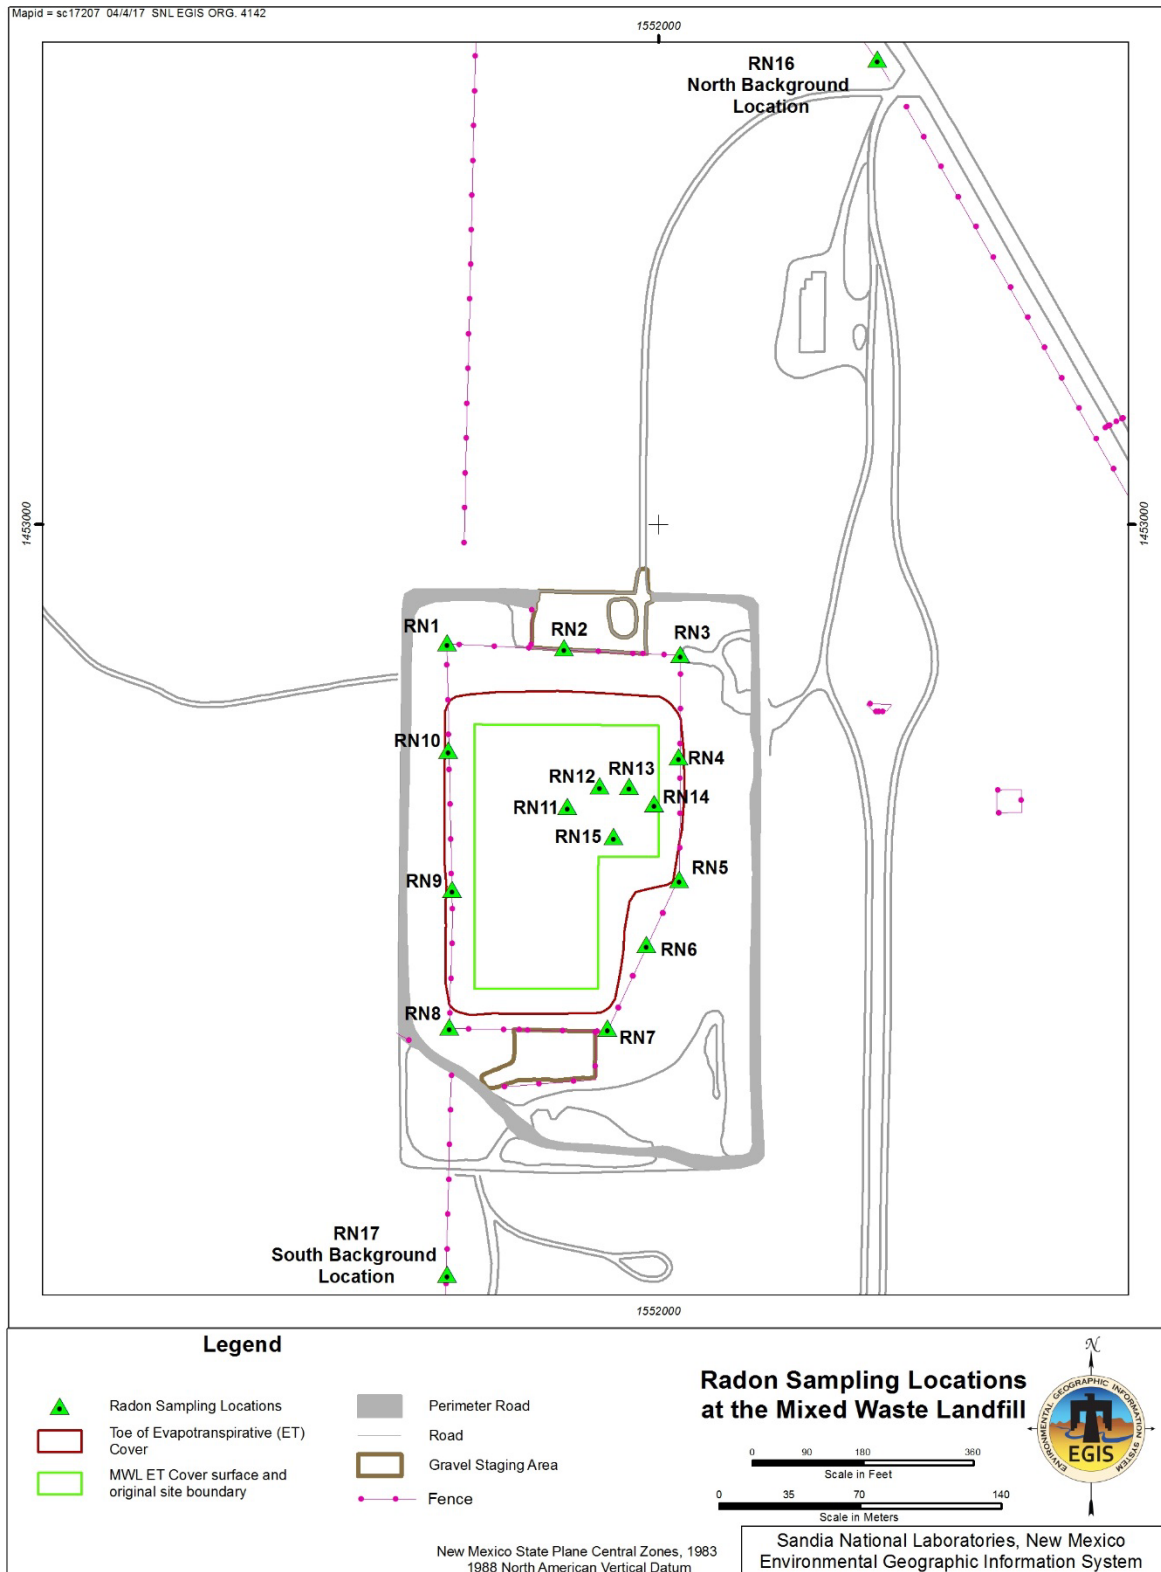 Mapid = sc17207  04/4/17  SNL EGIS ORG. 4142
1552000
RN16
North Background
Location
1453000
1453000
RN1
RN2
RN3
RN10
RN4
RN12
RN13
RN11
RN14
RN15
RN9
RN5
RN6
RN8
RN7
RN17
South Background
Location
1552000
Legend
Radon Sampling Locations
Toe of Evapotranspirative (ET)
Cover
MWL ET Cover surface and
original site boundary
Perimeter Road
Road
Gravel Staging Area
Fence
Radon Sampling Locations
at the Mixed Waste Landfill
0 90 180 360
Scale in Feet
0 35 70 140
Scale in Meters
N
ENVIRONMENTAL GEOGRAPHIC INFORMATION SYSTEM
EGIS
New Mexico State Plane Central Zones, 1983
1988 North American Vertical Datum
Sandia National Laboratories, New Mexico
Environmental Geographic Information System